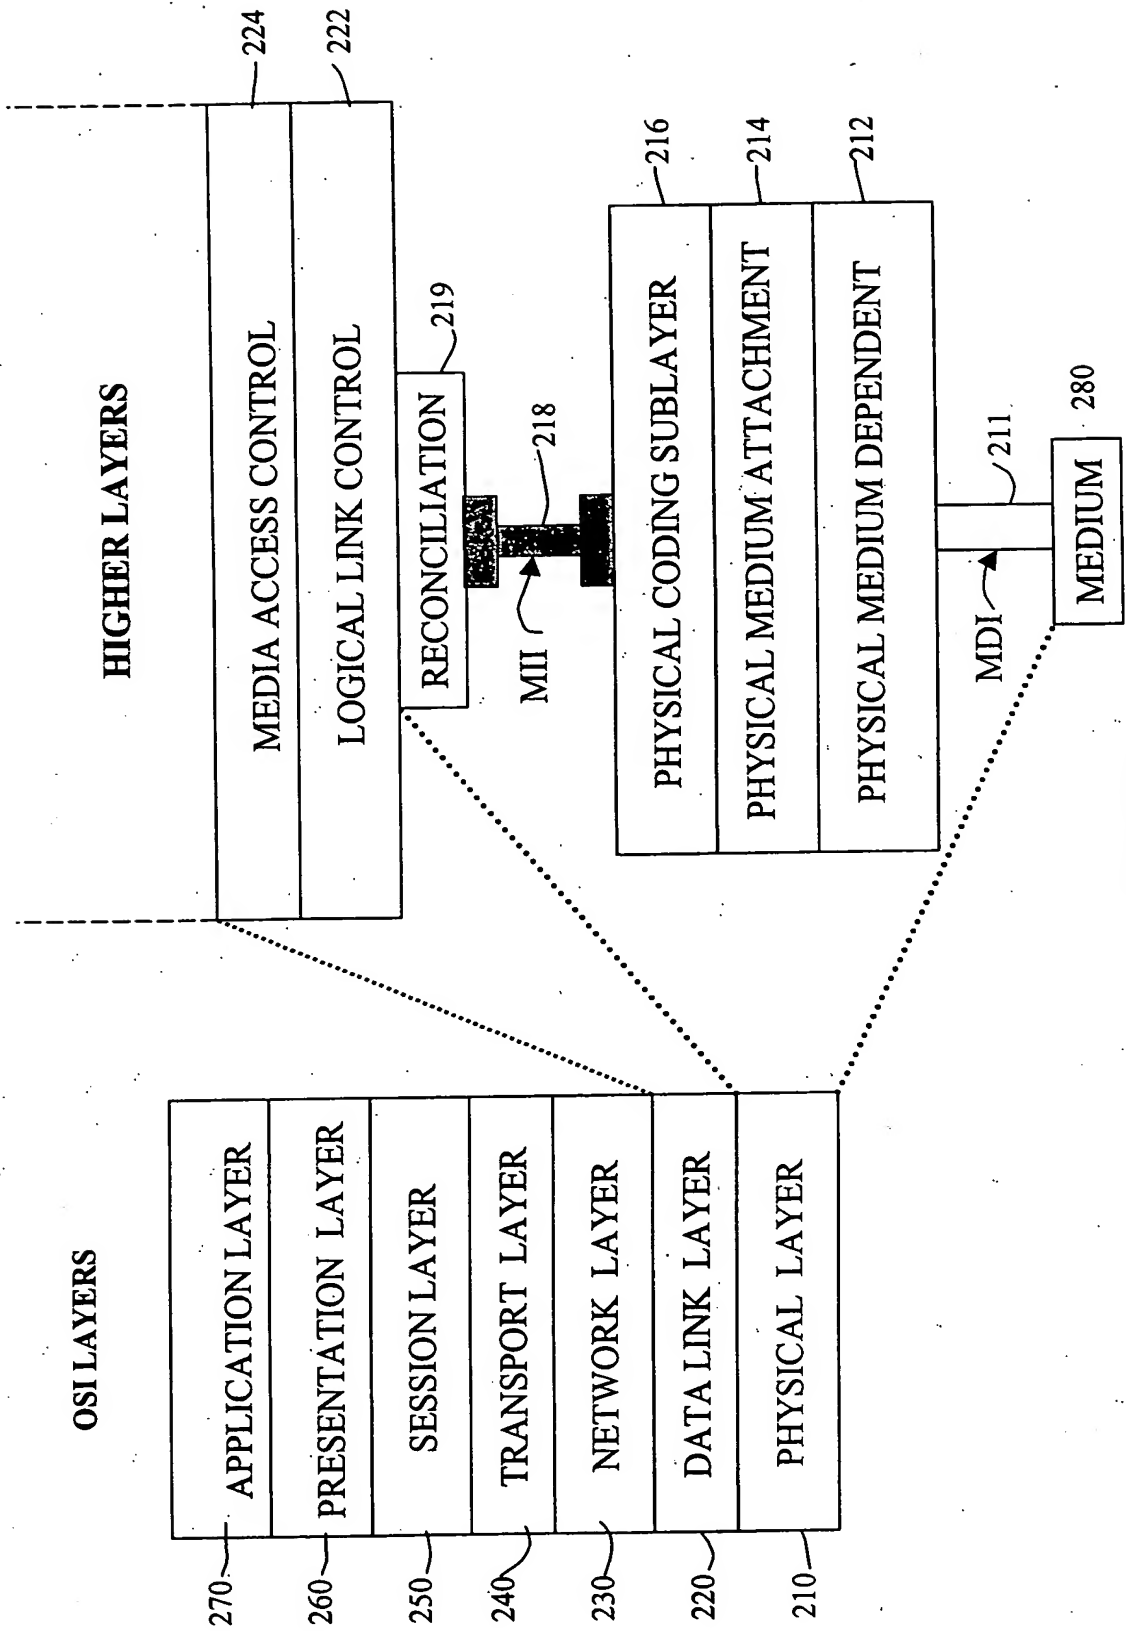 OSI LAYERS
270
APPLICATION LAYER
260
PRESENTATION LAYER
250
SESSION LAYER
240
TRANSPORT LAYER
230
NETWORK LAYER
220
DATA LINK LAYER
210
PHYSICAL LAYER
HIGHER LAYERS
MEDIA ACCESS CONTROL
224
LOGICAL LINK CONTROL
222
RECONCILIATION
219
MII
218
PHYSICAL CODING SUBLAYER
216
PHYSICAL MEDIUM ATTACHMENT
214
PHYSICAL MEDIUM DEPENDENT
212
MDI
211
MEDIUM
280